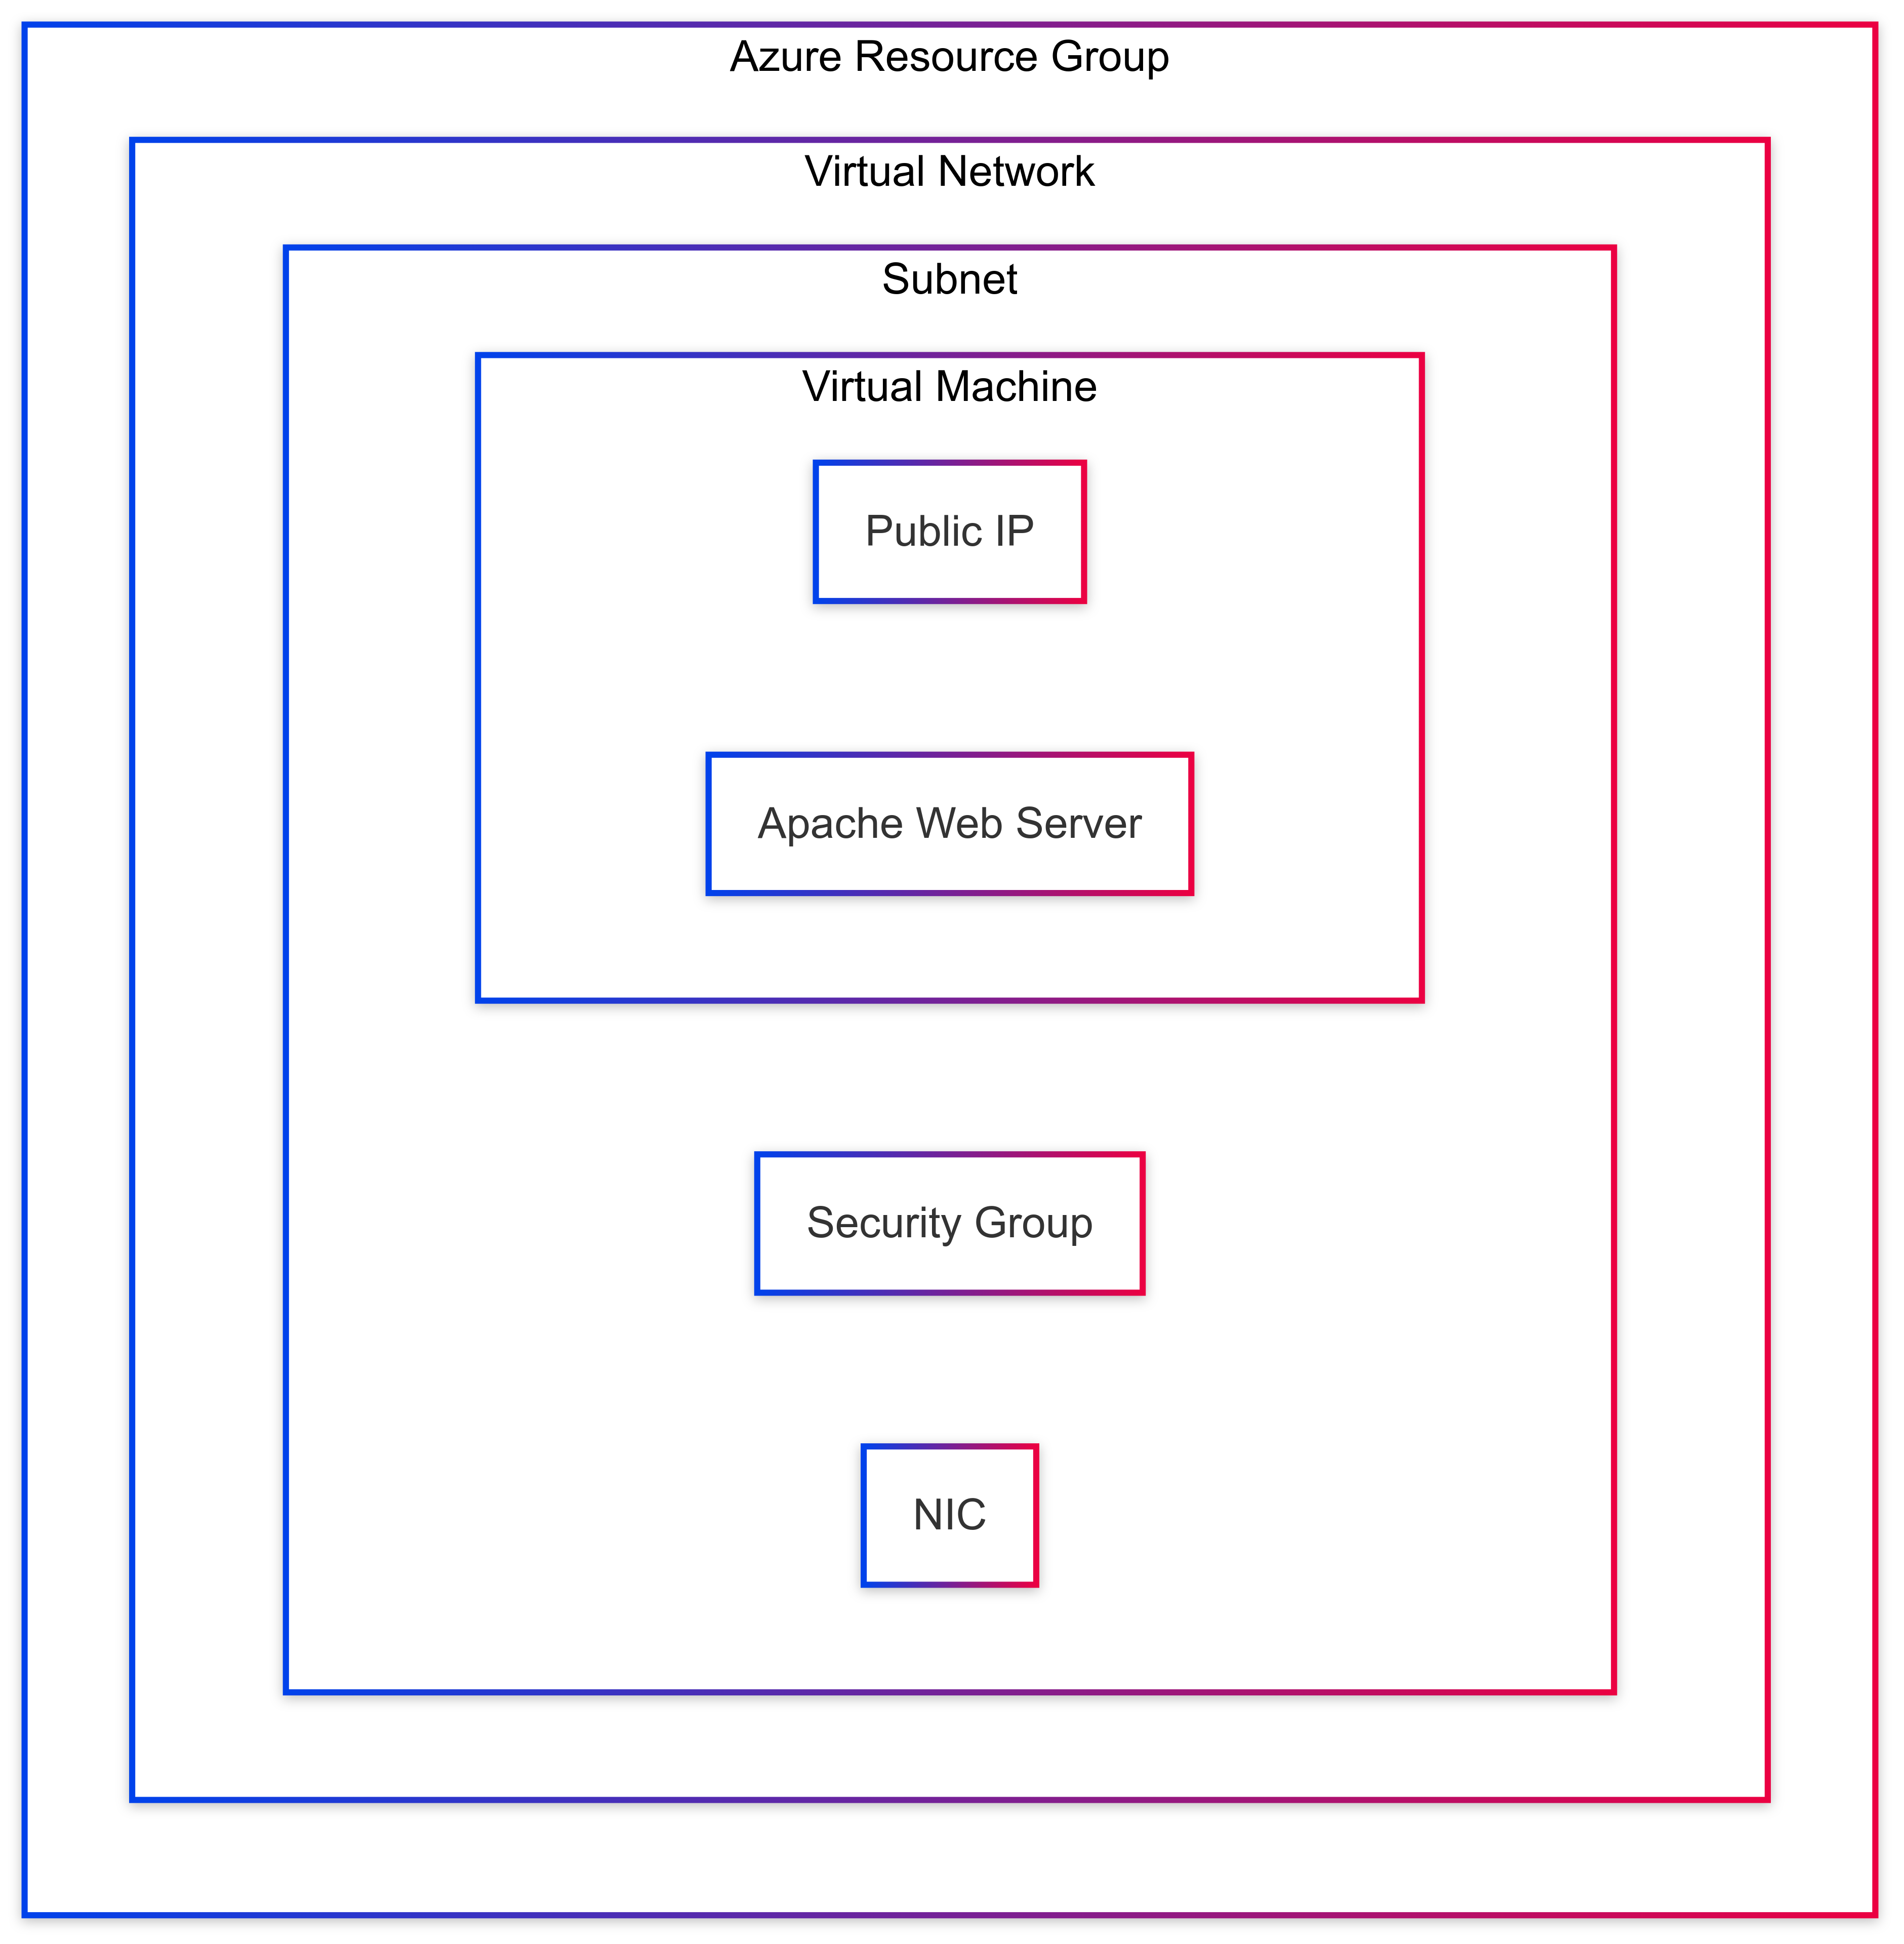 Azure Resource Group
Virtual Network
Subnet
Virtual Machine
Public IP
Apache Web Server
Security Group
NIC